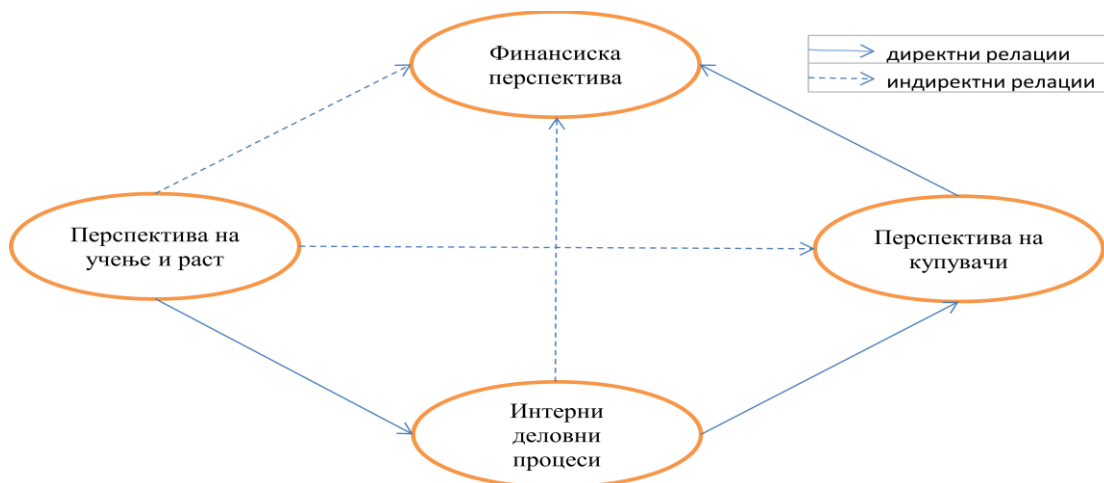 Финансиска
перспектива
директни релации
индиректни релации
Перспектива на
учење и раст
Перспектива на
купувачи
Интерни
деловни
процеси